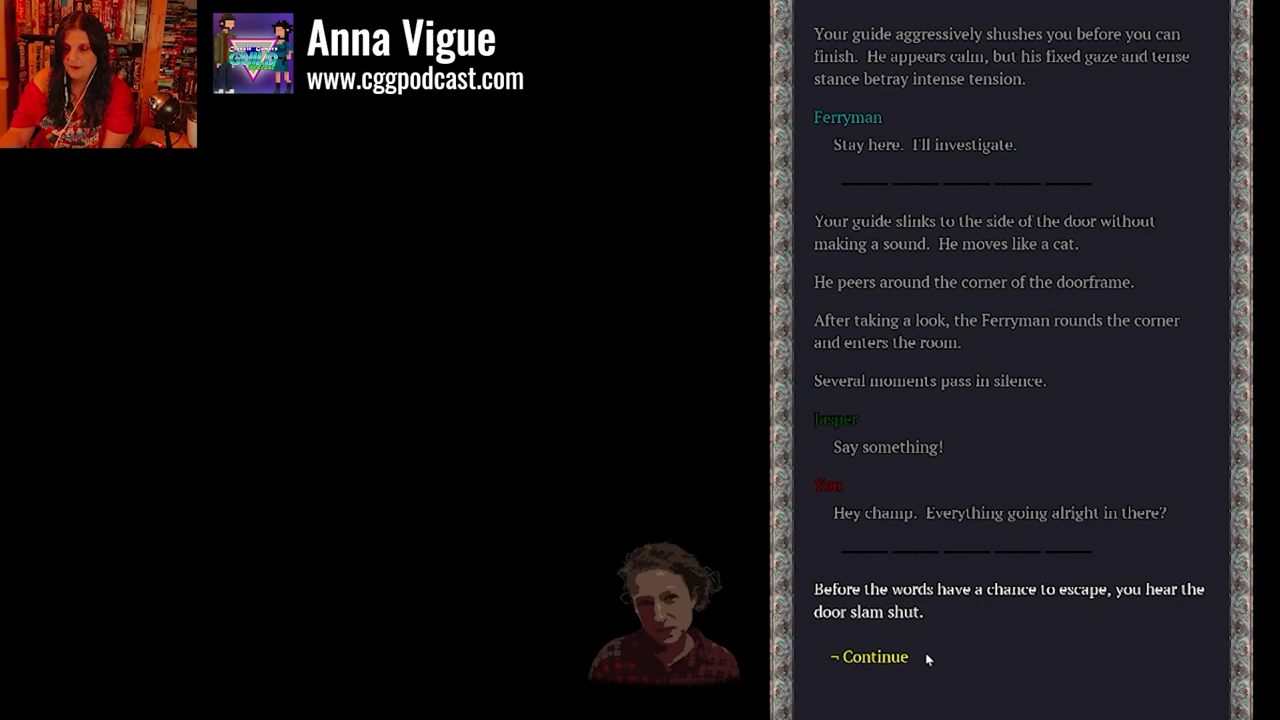 Anna Vigue
www.cggpodcast.com
Classic Gamers
GUILD
Your guide aggressively shushes you before you can
finish. He appears calm, but his fixed gaze and tense
stance betray intense tension.
Ferryman
Stay here. I'll investigate.
Your guide slinks to the side of the door without
making a sound. He moves like a cat.
He peers around the corner of the doorframe.
After taking a look, the Ferryman rounds the corner
and enters the room.
Several moments pass in silence.
Jasper
Say something!
You
Hey champ. Everything going alright in there?
Before the words have a chance to escape, you hear the
door slam shut.
¬ Continue